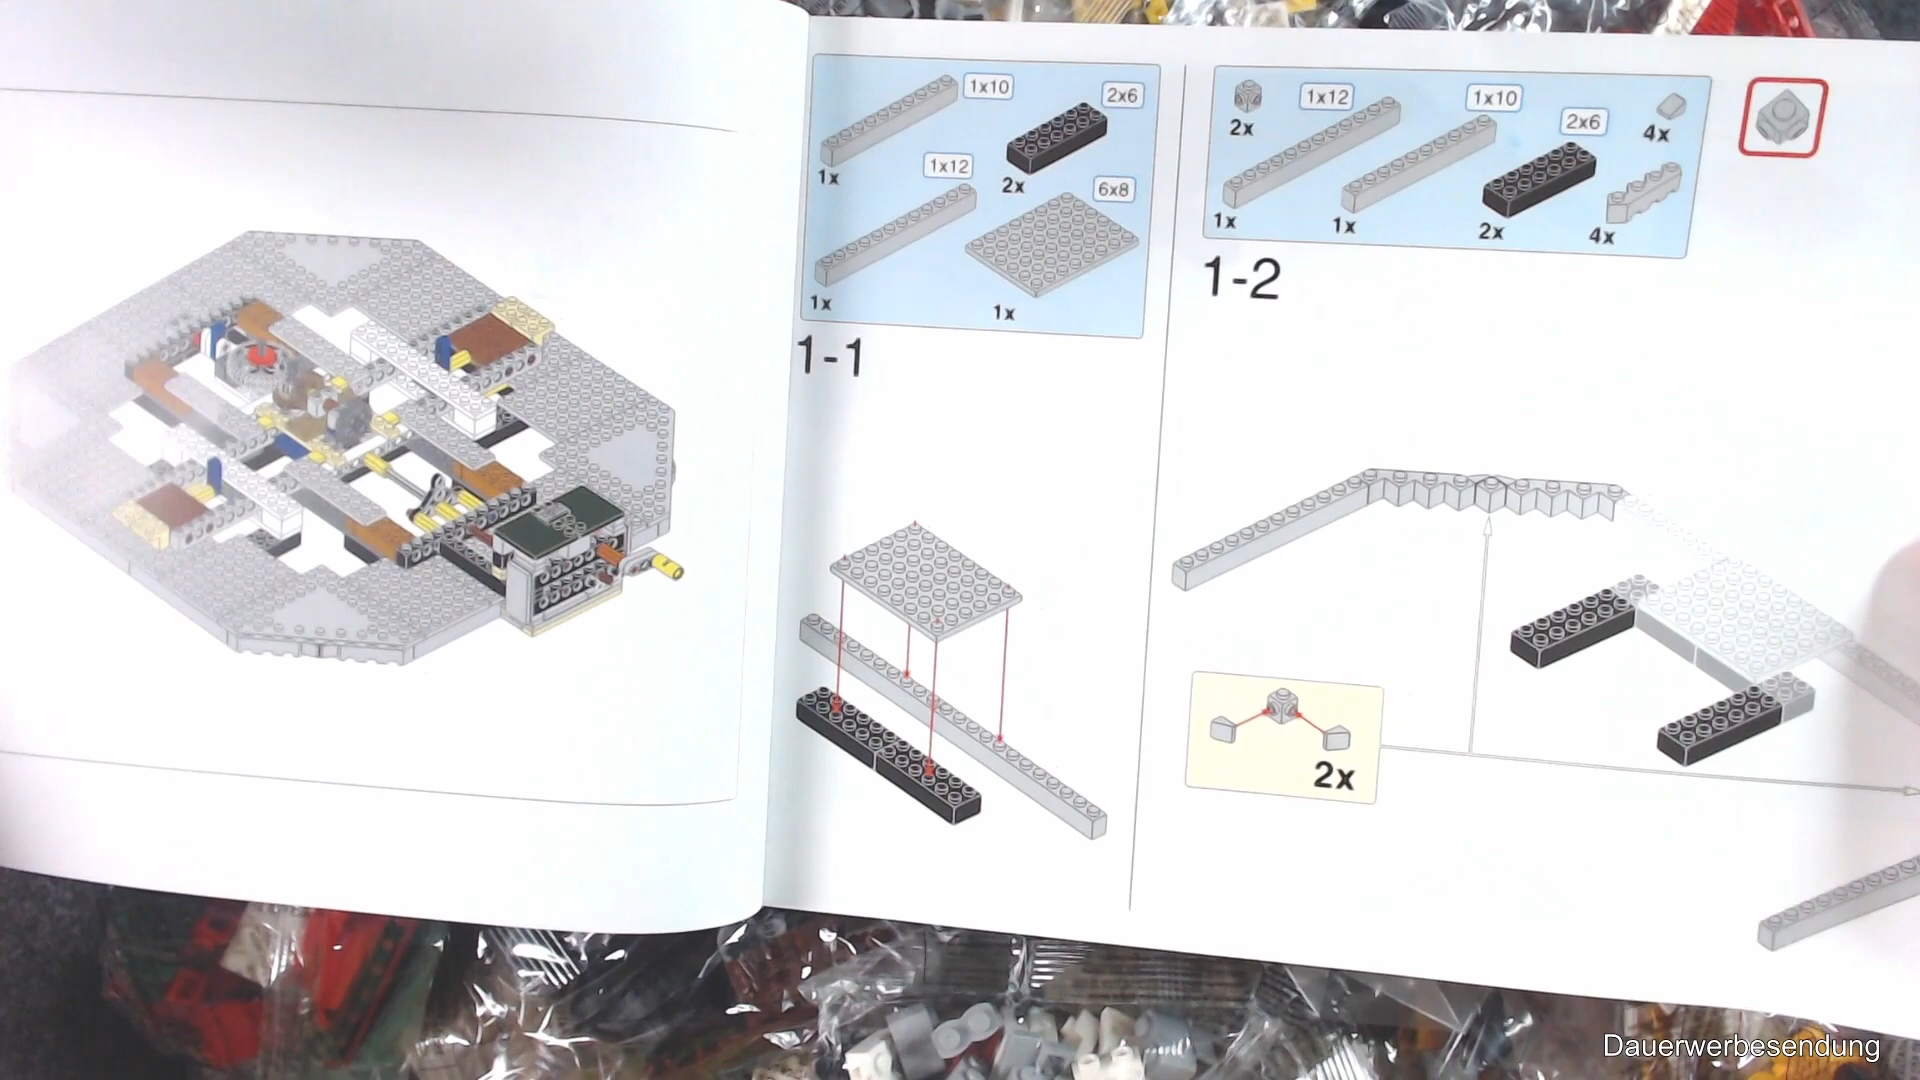 1x10
2x6
1x
1x12
2x
6x8
1x
1x
1-1
2x
1x12
1x10
2x6
4x
1x
1x
2x
4x
1-2
2x
Dauerwerbesendung